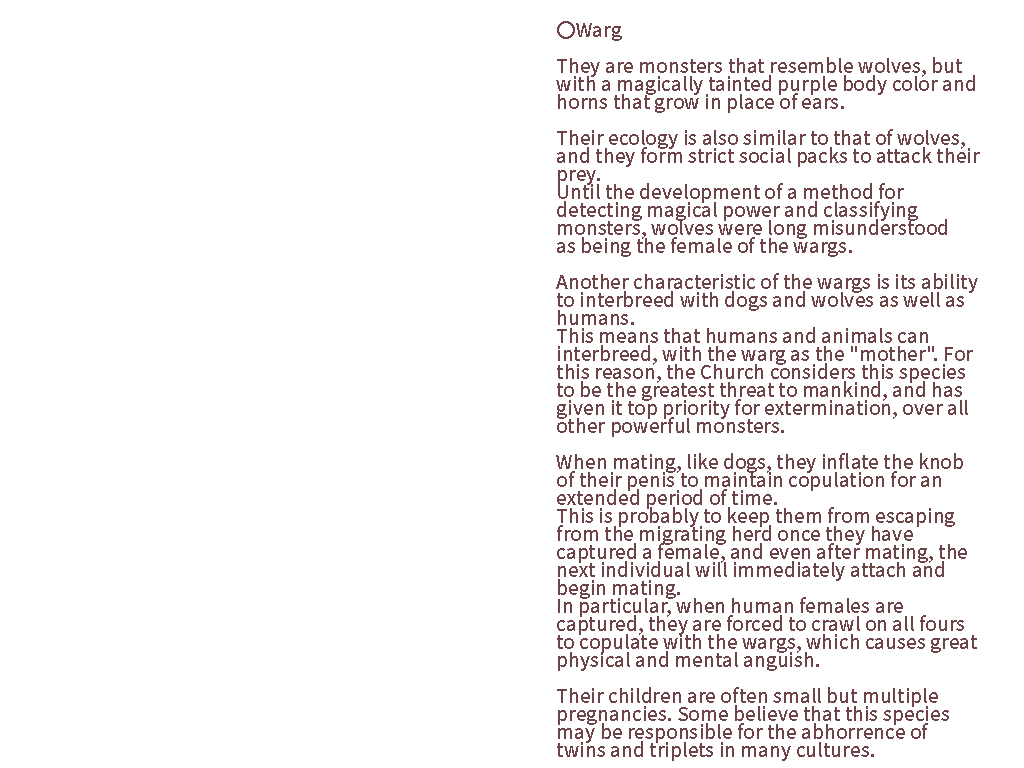 ○Warg
They are monsters that resemble wolves, but
with a magically tainted purple body color and
horns that grow in place of ears.
Their ecology is also similar to that of wolves,
and they form strict social packs to attack their
prey.
Until the development of a method for
detecting magical power and classifying
monsters, wolves were long misunderstood
as being the female of the wargs.
Another characteristic of the wargs is its ability
to interbreed with dogs and wolves as well as
humans.
This means that humans and animals can
interbreed, with the warg as the "mother". For
this reason, the Church considers this species
to be the greatest threat to mankind, and has
given it top priority for extermination, over all
other powerful monsters.
When mating, like dogs, they inflate the knob
of their penis to maintain copulation for an
extended period of time.
This is probably to keep them from escaping
from the migrating herd once they have
captured a female, and even after mating, the
next individual will immediately attach and
begin mating.
In particular, when human females are
captured, they are forced to crawl on all fours
to copulate with the wargs, which causes great
physical and mental anguish.
Their children are often small but multiple
pregnancies. Some believe that this species
may be responsible for the abhorrence of
twins and triplets in many cultures.